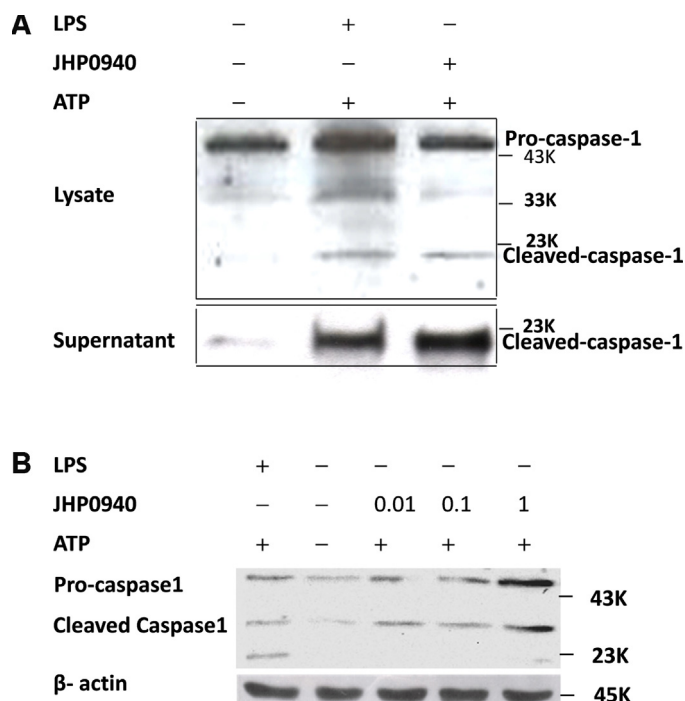 A LPS − + −
JHP0940 − − +
ATP − + +
Pro-caspase-1
43K
Lysate 33K
23K
Cleaved-caspase-1
23K
Supernatant Cleaved-caspase-1
B LPS + − − − −
JHP0940 − − 0.01 0.1 1
ATP + − + + +
Pro-caspase1
43K
Cleaved Caspase1
23K
β- actin 45K